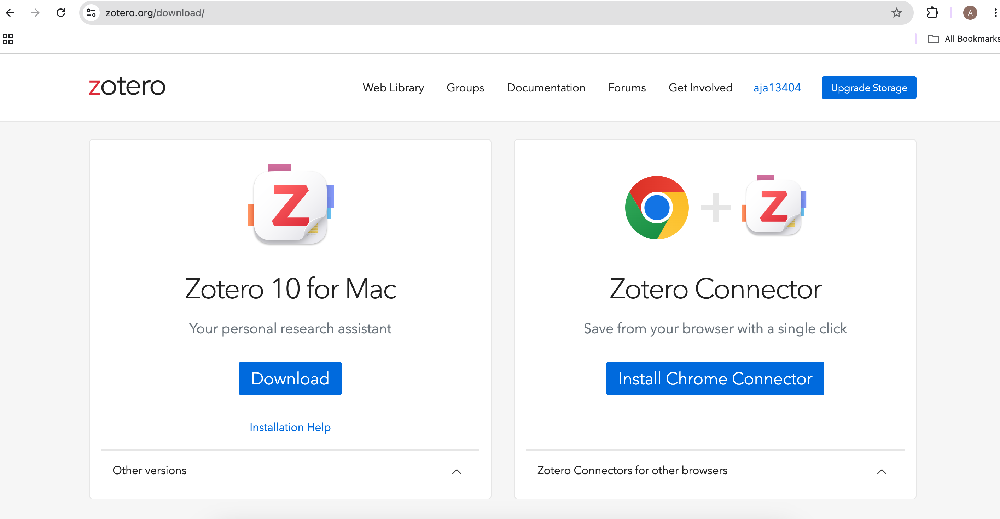 zotero.org/download/
A
All Bookmarks
zotero
Web Library Groups Documentation Forums Get Involved aja13404 Upgrade Storage
Zotero 10 for Mac
Your personal research assistant
Download
Installation Help
Other versions
Zotero Connector
Save from your browser with a single click
Install Chrome Connector
Zotero Connectors for other browsers